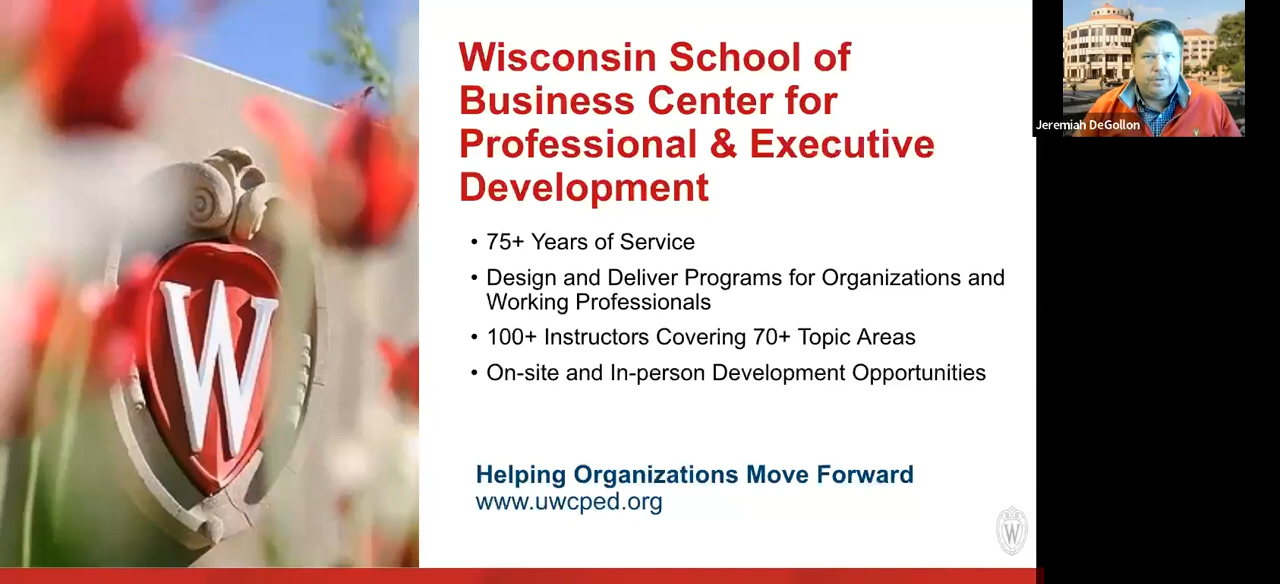 Wisconsin School of
Business Center for
Professional & Executive
Development
• 75+ Years of Service
• Design and Deliver Programs for Organizations and
Working Professionals
• 100+ Instructors Covering 70+ Topic Areas
• On-site and In-person Development Opportunities
Helping Organizations Move Forward
www.uwcped.org
W
W
Jeremiah DeGollon